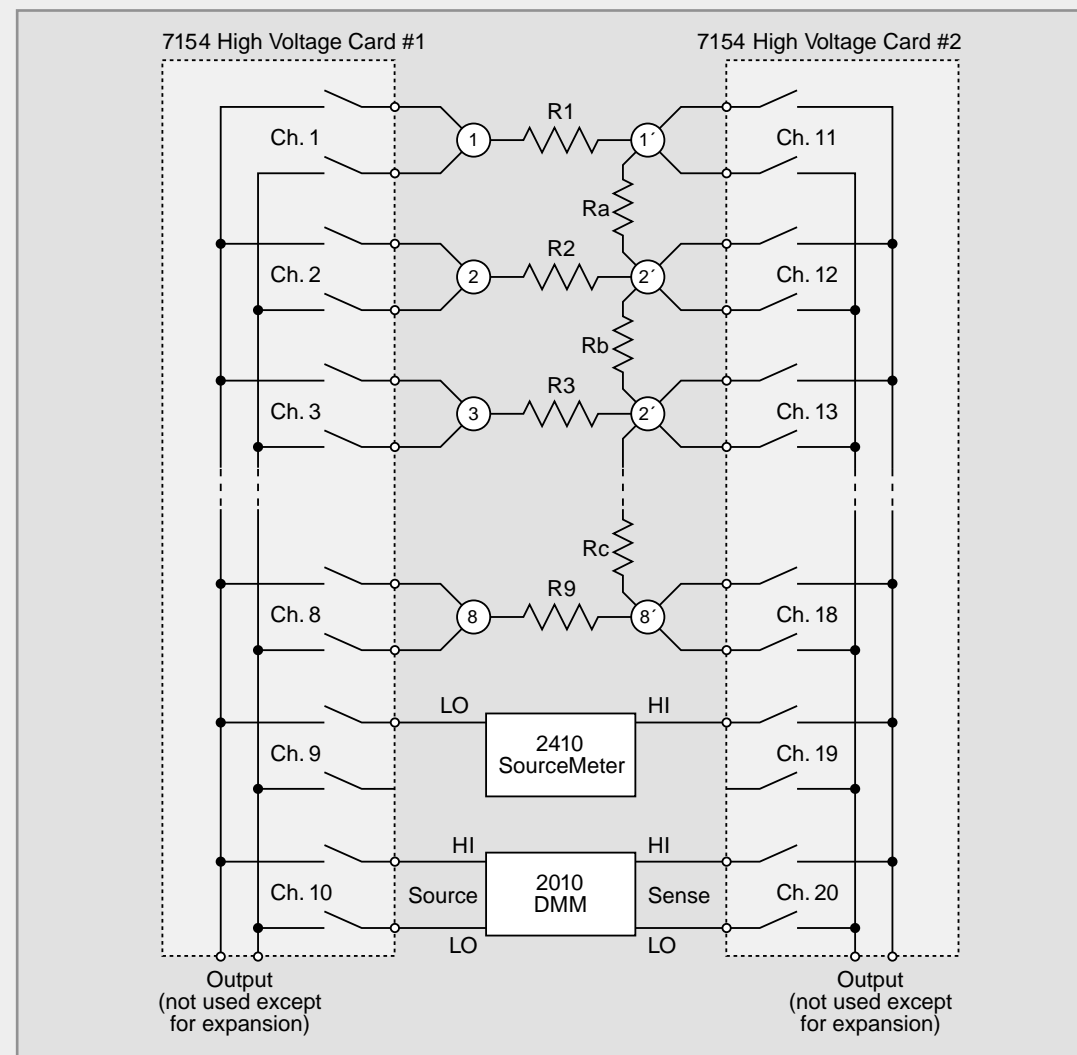 7154 High Voltage Card #1
7154 High Voltage Card #2
R1
Ch. 1
1
1´
Ch. 11
Ra
R2
Ch. 2
2
2´
Ch. 12
Rb
R3
Ch. 3
3
2´
Ch. 13
Rc
R9
Ch. 8
8
8´
Ch. 18
LO
HI
2410
SourceMeter
Ch. 9
Ch. 19
HI
HI
2010
DMM
Ch. 10
Source
Sense
Ch. 20
LO
LO
Output
(not used except
for expansion)
Output
(not used except
for expansion)